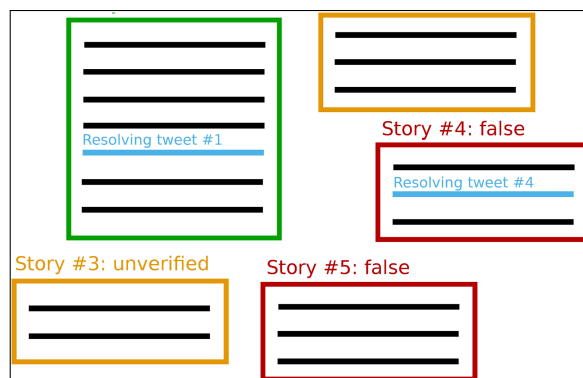 Resolving tweet #1
Story #4: false
Resolving tweet #4
Story #3: unverified
Story #5: false